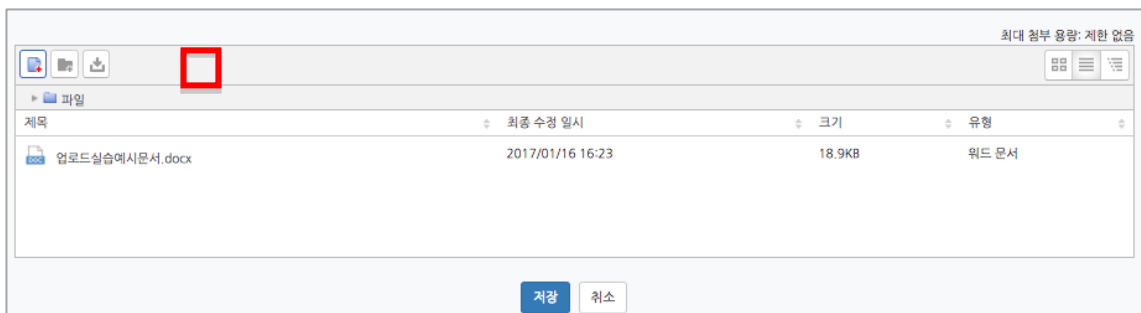 최대 첨부 용량: 제한 없음
파일
제목 최종 수정 일시 크기 유형
DOC 업로드실습예시문서.docx 2017/01/16 16:23 18.9KB 워드 문서
저장 취소